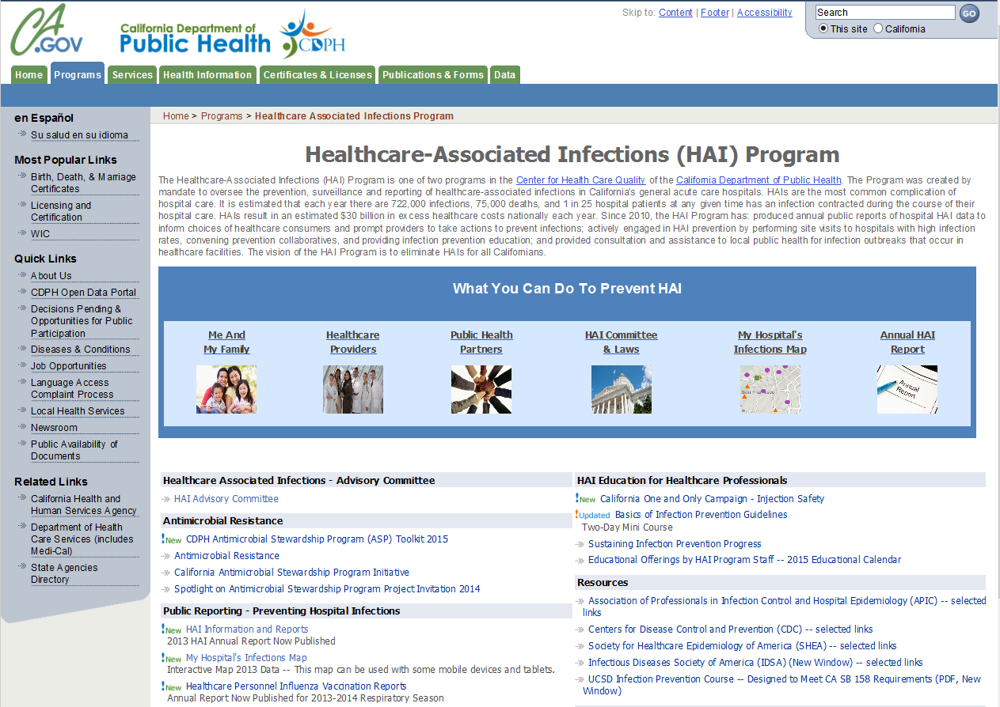 CA.GOV
California Department of
Public Health
CDPH
Skip to: Content | Footer | Accessibility
Search
GO
This site California
Home
Programs
Services
Health Information
Certificates & Licenses
Publications & Forms
Data
en Español
Su salud en su idioma
Most Popular Links
Birth, Death, & Marriage
Certificates
Licensing and
Certification
WIC
Quick Links
About Us
CDPH Open Data Portal
Decisions Pending &
Opportunities for Public
Participation
Diseases & Conditions
Job Opportunities
Language Access
Complaint Process
Local Health Services
Newsroom
Public Availability of
Documents
Related Links
California Health and
Human Services Agency
Department of Health
Care Services (includes
Medi-Cal)
State Agencies
Directory
Home > Programs > Healthcare Associated Infections Program
Healthcare-Associated Infections (HAI) Program
The Healthcare-Associated Infections (HAI) Program is one of two programs in the Center for Health Care Quality of the California Department of Public Health. The Program was created by
mandate to oversee the prevention, surveillance and reporting of healthcare-associated infections in California's general acute care hospitals. HAIs are the most common complication of
hospital care. It is estimated that each year there are 722,000 infections, 75,000 deaths, and 1 in 25 hospital patients at any given time has an infection contracted during the course of their
hospital care. HAIs result in an estimated $30 billion in excess healthcare costs nationally each year. Since 2010, the HAI Program has: produced annual public reports of hospital HAI data to
inform choices of healthcare consumers and prompt providers to take actions to prevent infections; actively engaged in HAI prevention by performing site visits to hospitals with high infection
rates, convening prevention collaboratives, and providing infection prevention education; and provided consultation and assistance to local public health for infection outbreaks that occur in
healthcare facilities. The vision of the HAI Program is to eliminate HAIs for all Californians.
What You Can Do To Prevent HAI
Me And
My Family
Healthcare
Providers
Public Health
Partners
HAI Committee
& Laws
My Hospital's
Infections Map
Annual HAI
Report
Annual
Report
Healthcare Associated Infections - Advisory Committee
HAI Advisory Committee
Antimicrobial Resistance
!New CDPH Antimicrobial Stewardship Program (ASP) Toolkit 2015
Antimicrobial Resistance
California Antimicrobial Stewardship Program Initiative
Spotlight on Antimicrobial Stewardship Program Project Invitation 2014
Public Reporting - Preventing Hospital Infections
!New HAI Information and Reports
2013 HAI Annual Report Now Published
!New My Hospital's Infections Map
Interactive Map 2013 Data -- This map can be used with some mobile devices and tablets.
!New Healthcare Personnel Influenza Vaccination Reports
Annual Report Now Published for 2013-2014 Respiratory Season
HAI Education for Healthcare Professionals
!New California One and Only Campaign - Injection Safety
!Updated Basics of Infection Prevention Guidelines
Two-Day Mini Course
Sustaining Infection Prevention Progress
Educational Offerings by HAI Program Staff -- 2015 Educational Calendar
Resources
Association of Professionals in Infection Control and Hospital Epidemiology (APIC) -- selected
links
Centers for Disease Control and Prevention (CDC) -- selected links
Society for Healthcare Epidemiology of America (SHEA) -- selected links
Infectious Diseases Society of America (IDSA) (New Window) -- selected links
UCSD Infection Prevention Course -- Designed to Meet CA SB 158 Requirements (PDF, New
Window)